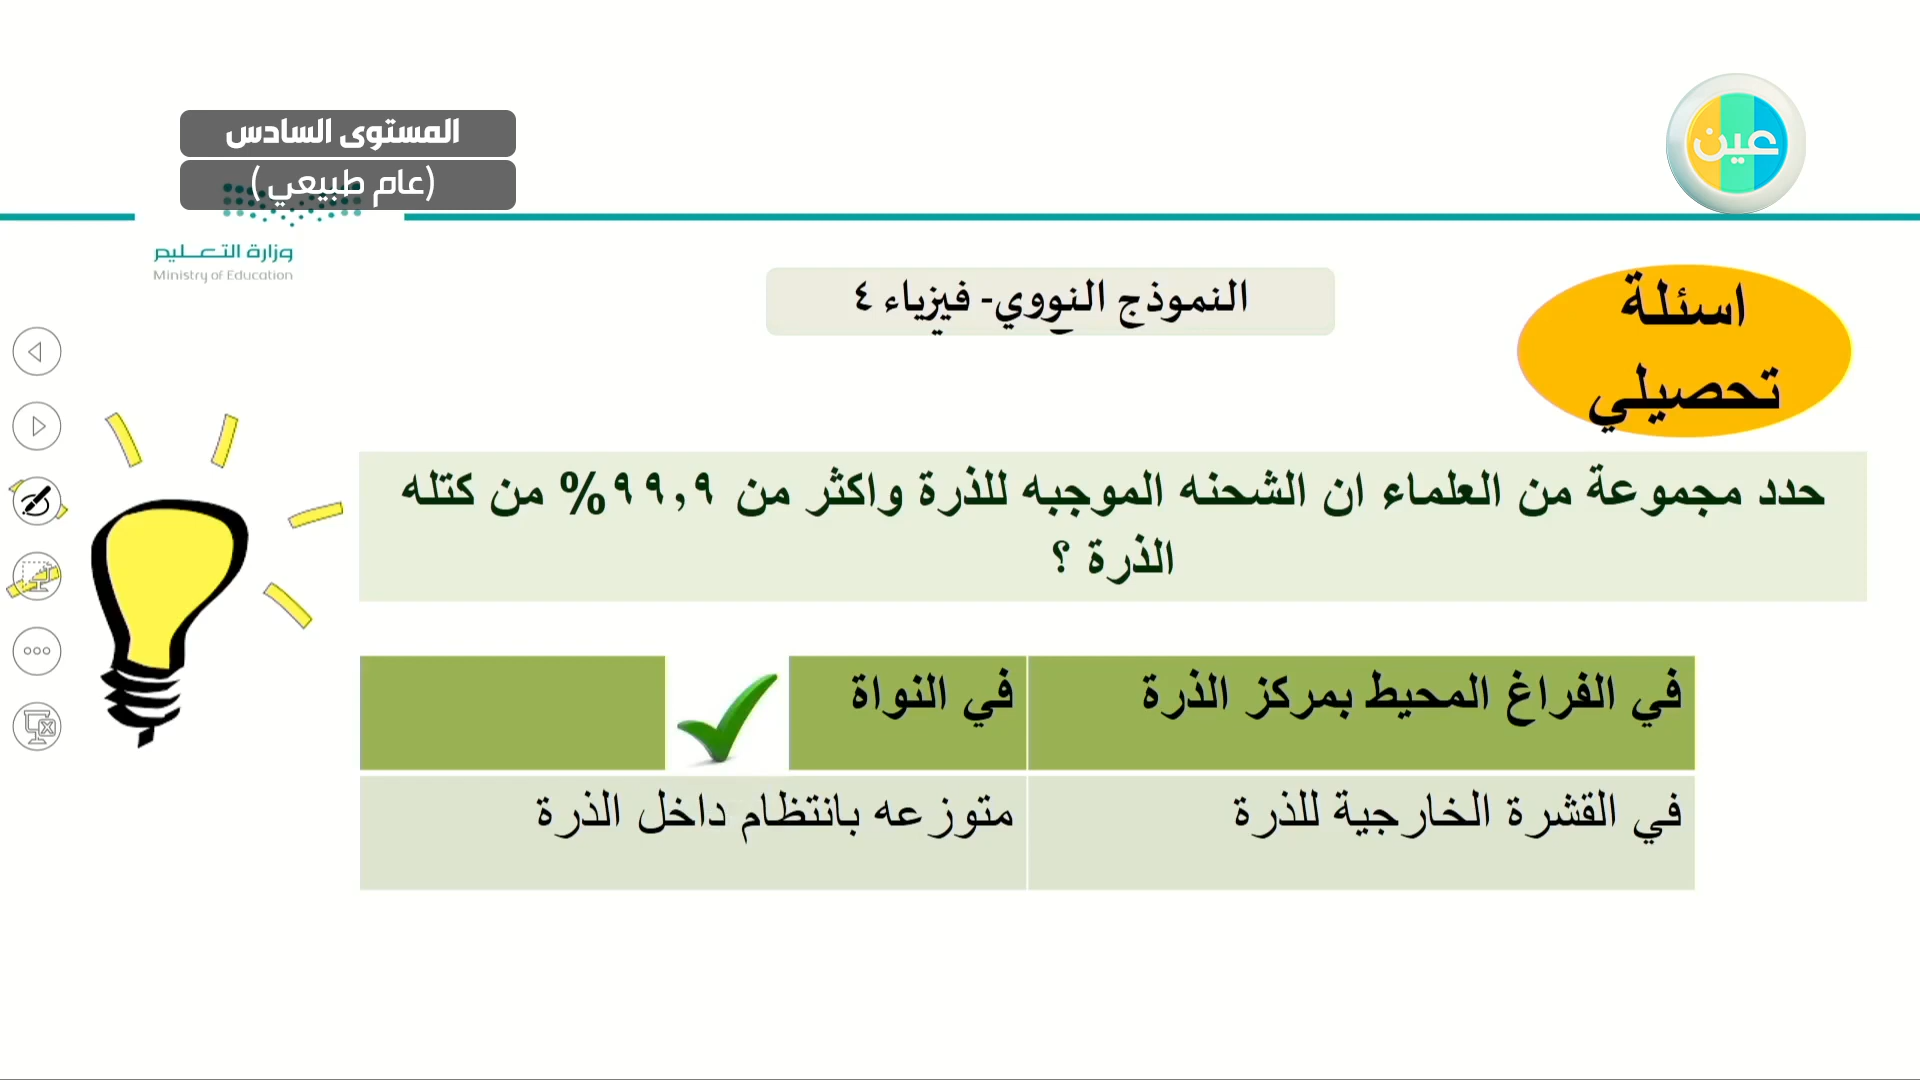 المستوى السادس
(عام طبيعي)
عين
وزارة التعليم
Ministry of Education
النموذج النووي- فيزياء ٤
اسئلة
تحصيلي
حدد مجموعة من العلماء ان الشحنه الموجبه للذرة واكثر من ٩٩,٩% من كتله
الذرة ؟
في الفراغ المحيط بمركز الذرة
في النواة
في القشرة الخارجية للذرة
متوزعه بانتظام داخل الذرة